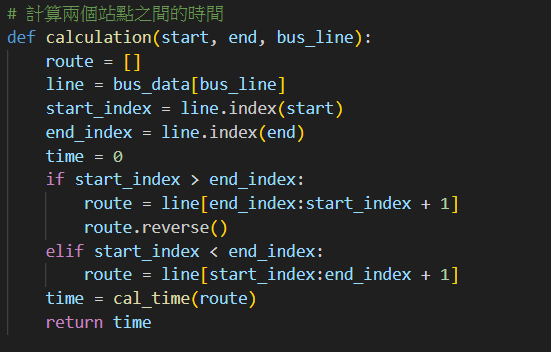 # 計算兩個站點之間的時間
def calculation(start, end, bus_line):
    route = []
    line = bus_data[bus_line]
    start_index = line.index(start)
    end_index = line.index(end)
    time = 0
    if start_index > end_index:
        route = line[end_index:start_index + 1]
        route.reverse()
    elif start_index < end_index:
        route = line[start_index:end_index + 1]
    time = cal_time(route)
    return time